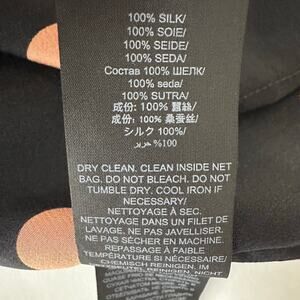 100% SILK/
100% SOIE/
100% SEIDE/
100% SEDA/
Состав 100% ШЕЛК/
100% seda/
100% SUTRA/
成份: 100% 蠶絲/
成份: 100% 桑蚕丝/
シルク 100%/
%100 حرير
DRY CLEAN. CLEAN INSIDE NET
BAG. DO NOT BLEACH. DO NOT
TUMBLE DRY. COOL IRON IF
NECESSARY/
NETTOYAGE À SEC.
NETTOYAGE DANS UN FILET DE
LAVAGE. NE PAS JAVELLISER.
NE PAS SÉCHER EN MACHINE.
REPASSAGE À FAIBLE
TEMPÉRATURE SI NÉCESSAIRE/
CHEMISCH REINIGEN. IM